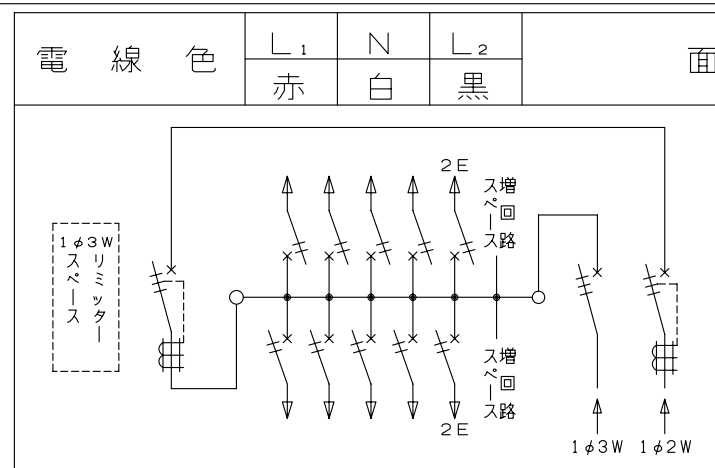 電線色
L₁ N L₂
赤 白 黒
面
2E
増回路
スペース
1φ3W
リミッター
スペース
増回路
スペース
2E
1φ3W 1φ2W